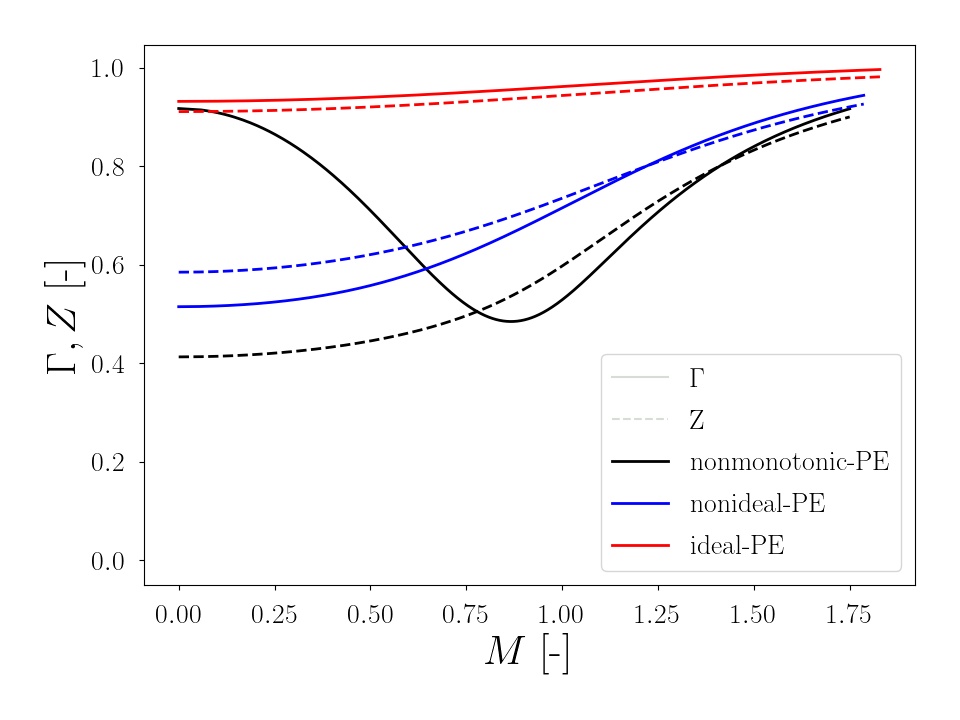 1.0
0.8
0.6
0.4
0.2
0.0
Γ, Z [-]
Γ
Z
nonmonotonic-PE
nonideal-PE
ideal-PE
0.00 0.25 0.50 0.75 1.00 1.25 1.50 1.75
M [-]